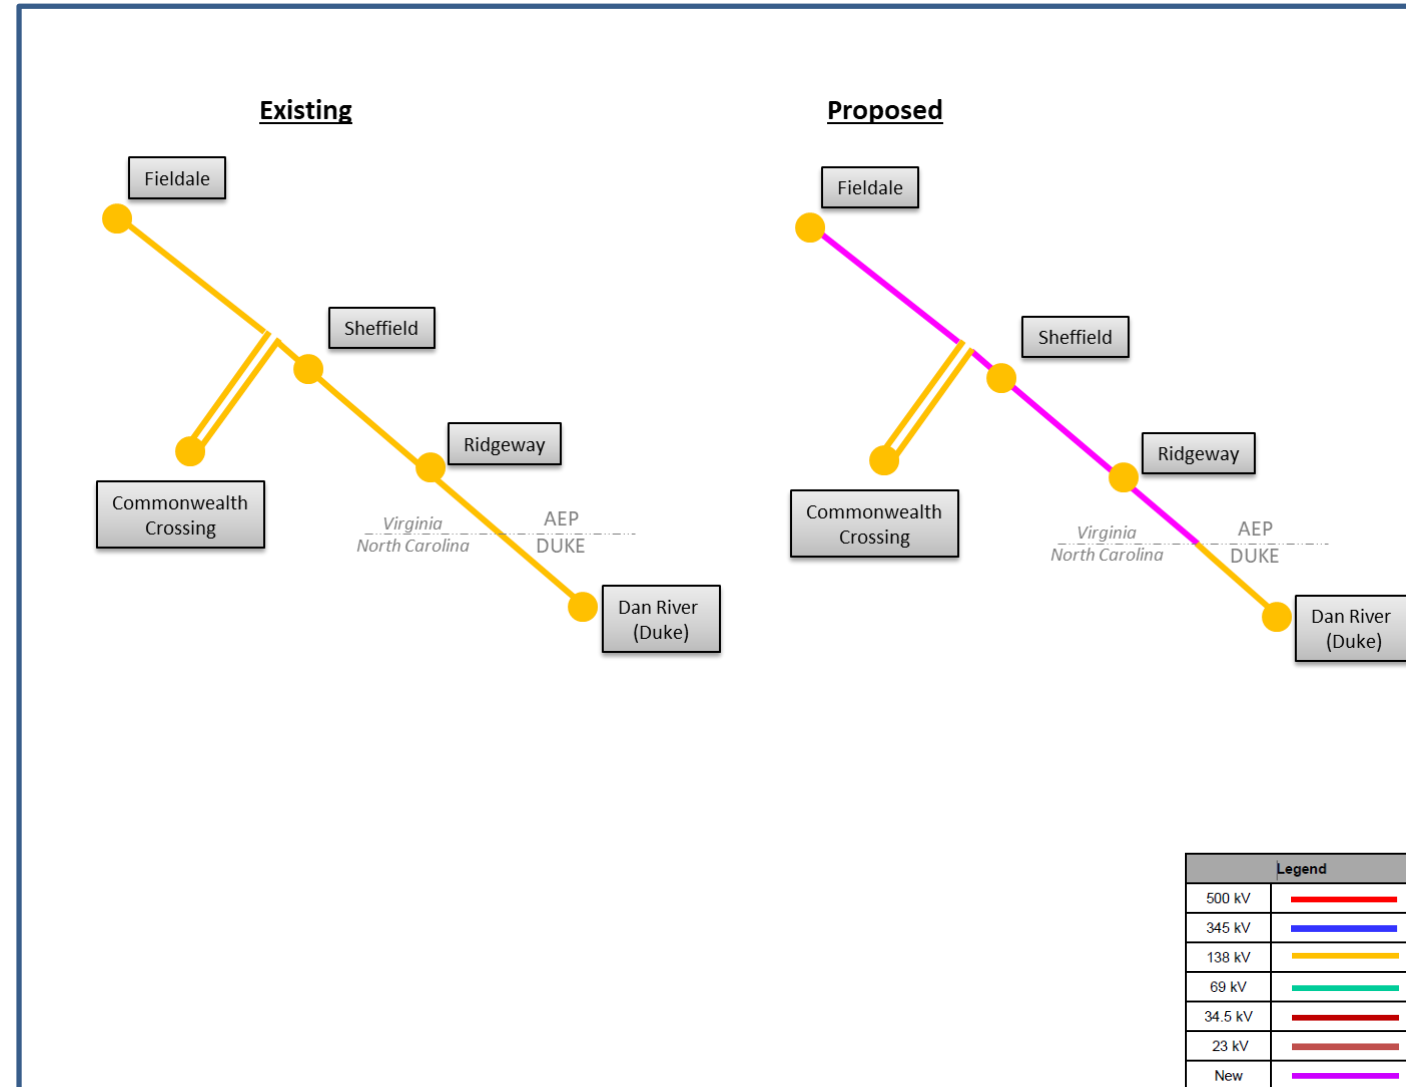 Existing
Fieldale
Sheffield
Ridgeway
Commonwealth
Crossing
Virginia
North Carolina
AEP
DUKE
Dan River
(Duke)
Proposed
Fieldale
Sheffield
Ridgeway
Commonwealth
Crossing
Virginia
North Carolina
AEP
DUKE
Dan River
(Duke)
Legend
500 kV
345 kV
138 kV
69 kV
34.5 kV
23 kV
New